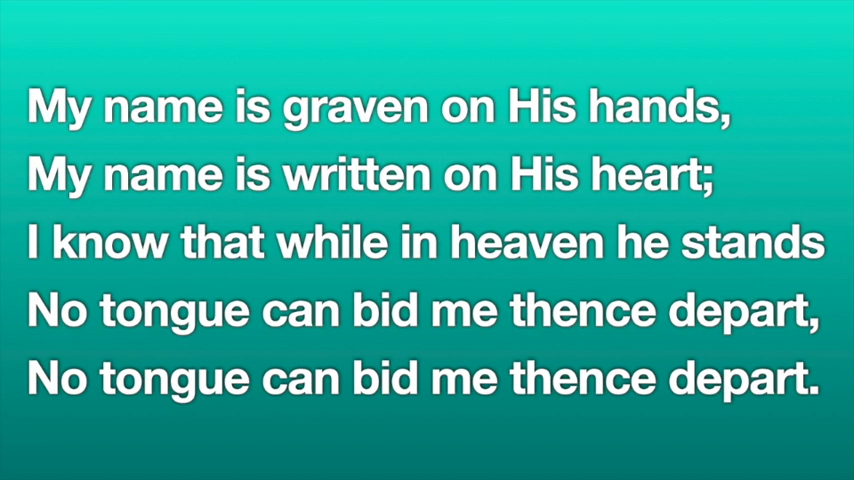 My name is graven on His hands,
My name is written on His heart;
I know that while in heaven he stands
No tongue can bid me thence depart,
No tongue can bid me thence depart.